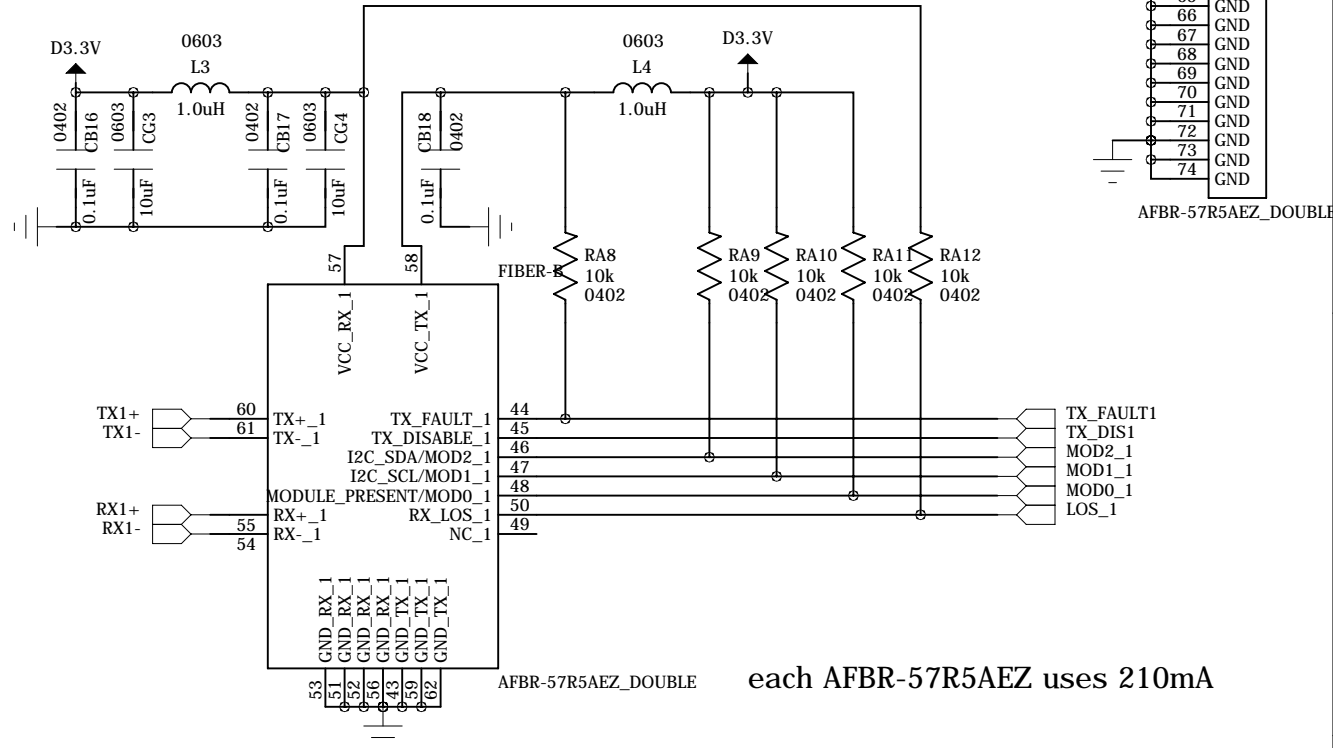 65 GND
66 GND
67 GND
68 GND
69 GND
70 GND
71 GND
72 GND
73 GND
74 GND
AFBR-57R5AEZ_DOUBLE
D3.3V
0603
L3
1.0uH
0603
L4
1.0uH
D3.3V
0402
CB16
0.1uF
0603
CG3
10uF
0402
CB17
0.1uF
0603
CG4
10uF
CB18
0402
0.1uF
57
58
FIBER-B
RA8
10k
0402
RA9
10k
0402
RA10
10k
0402
RA11
10k
0402
RA12
10k
0402
VCC_RX_1
VCC_TX_1
TX1+ 60 TX+_1
TX1- 61 TX-_1
RX1+ 55 RX+_1
RX1- 54 RX-_1
TX_FAULT_1 44 TX_FAULT1
TX_DISABLE_1 45 TX_DIS1
I2C_SDA/MOD2_1 46 MOD2_1
I2C_SCL/MOD1_1 47 MOD1_1
MODULE_PRESENT/MOD0_1 48 MOD0_1
RX_LOS_1 50 LOS_1
NC_1 49
GND_RX_1 53
GND_RX_1 51
GND_RX_1 52
GND_RX_1 56
GND_TX_1 43
GND_TX_1 59
GND_TX_1 62
AFBR-57R5AEZ_DOUBLE
each AFBR-57R5AEZ uses 210mA